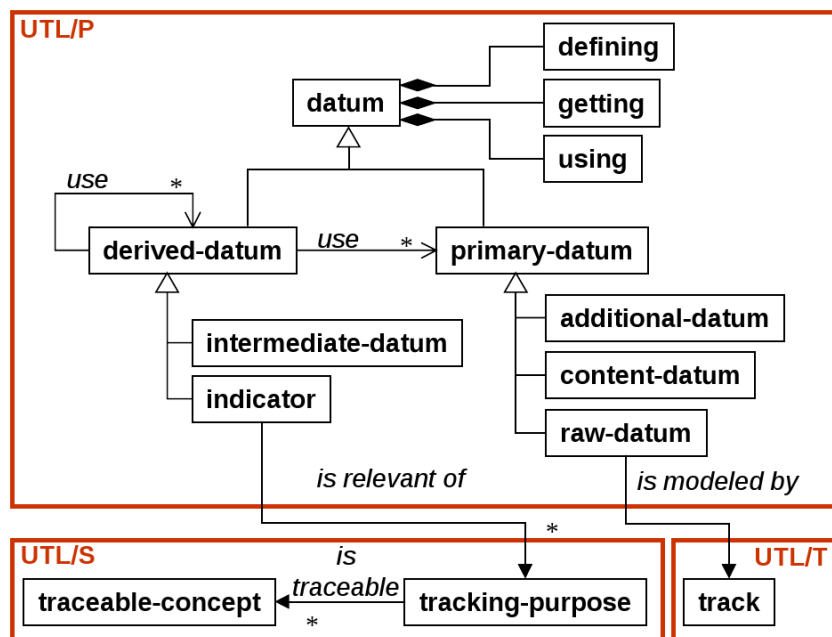 UTL/P
defining
datum
getting
using
use *
derived-datum
use *
primary-datum
additional-datum
intermediate-datum
content-datum
indicator
raw-datum
is relevant of
is modeled by
*
UTL/S
UTL/T
is
traceable
traceable-concept
*
tracking-purpose
track